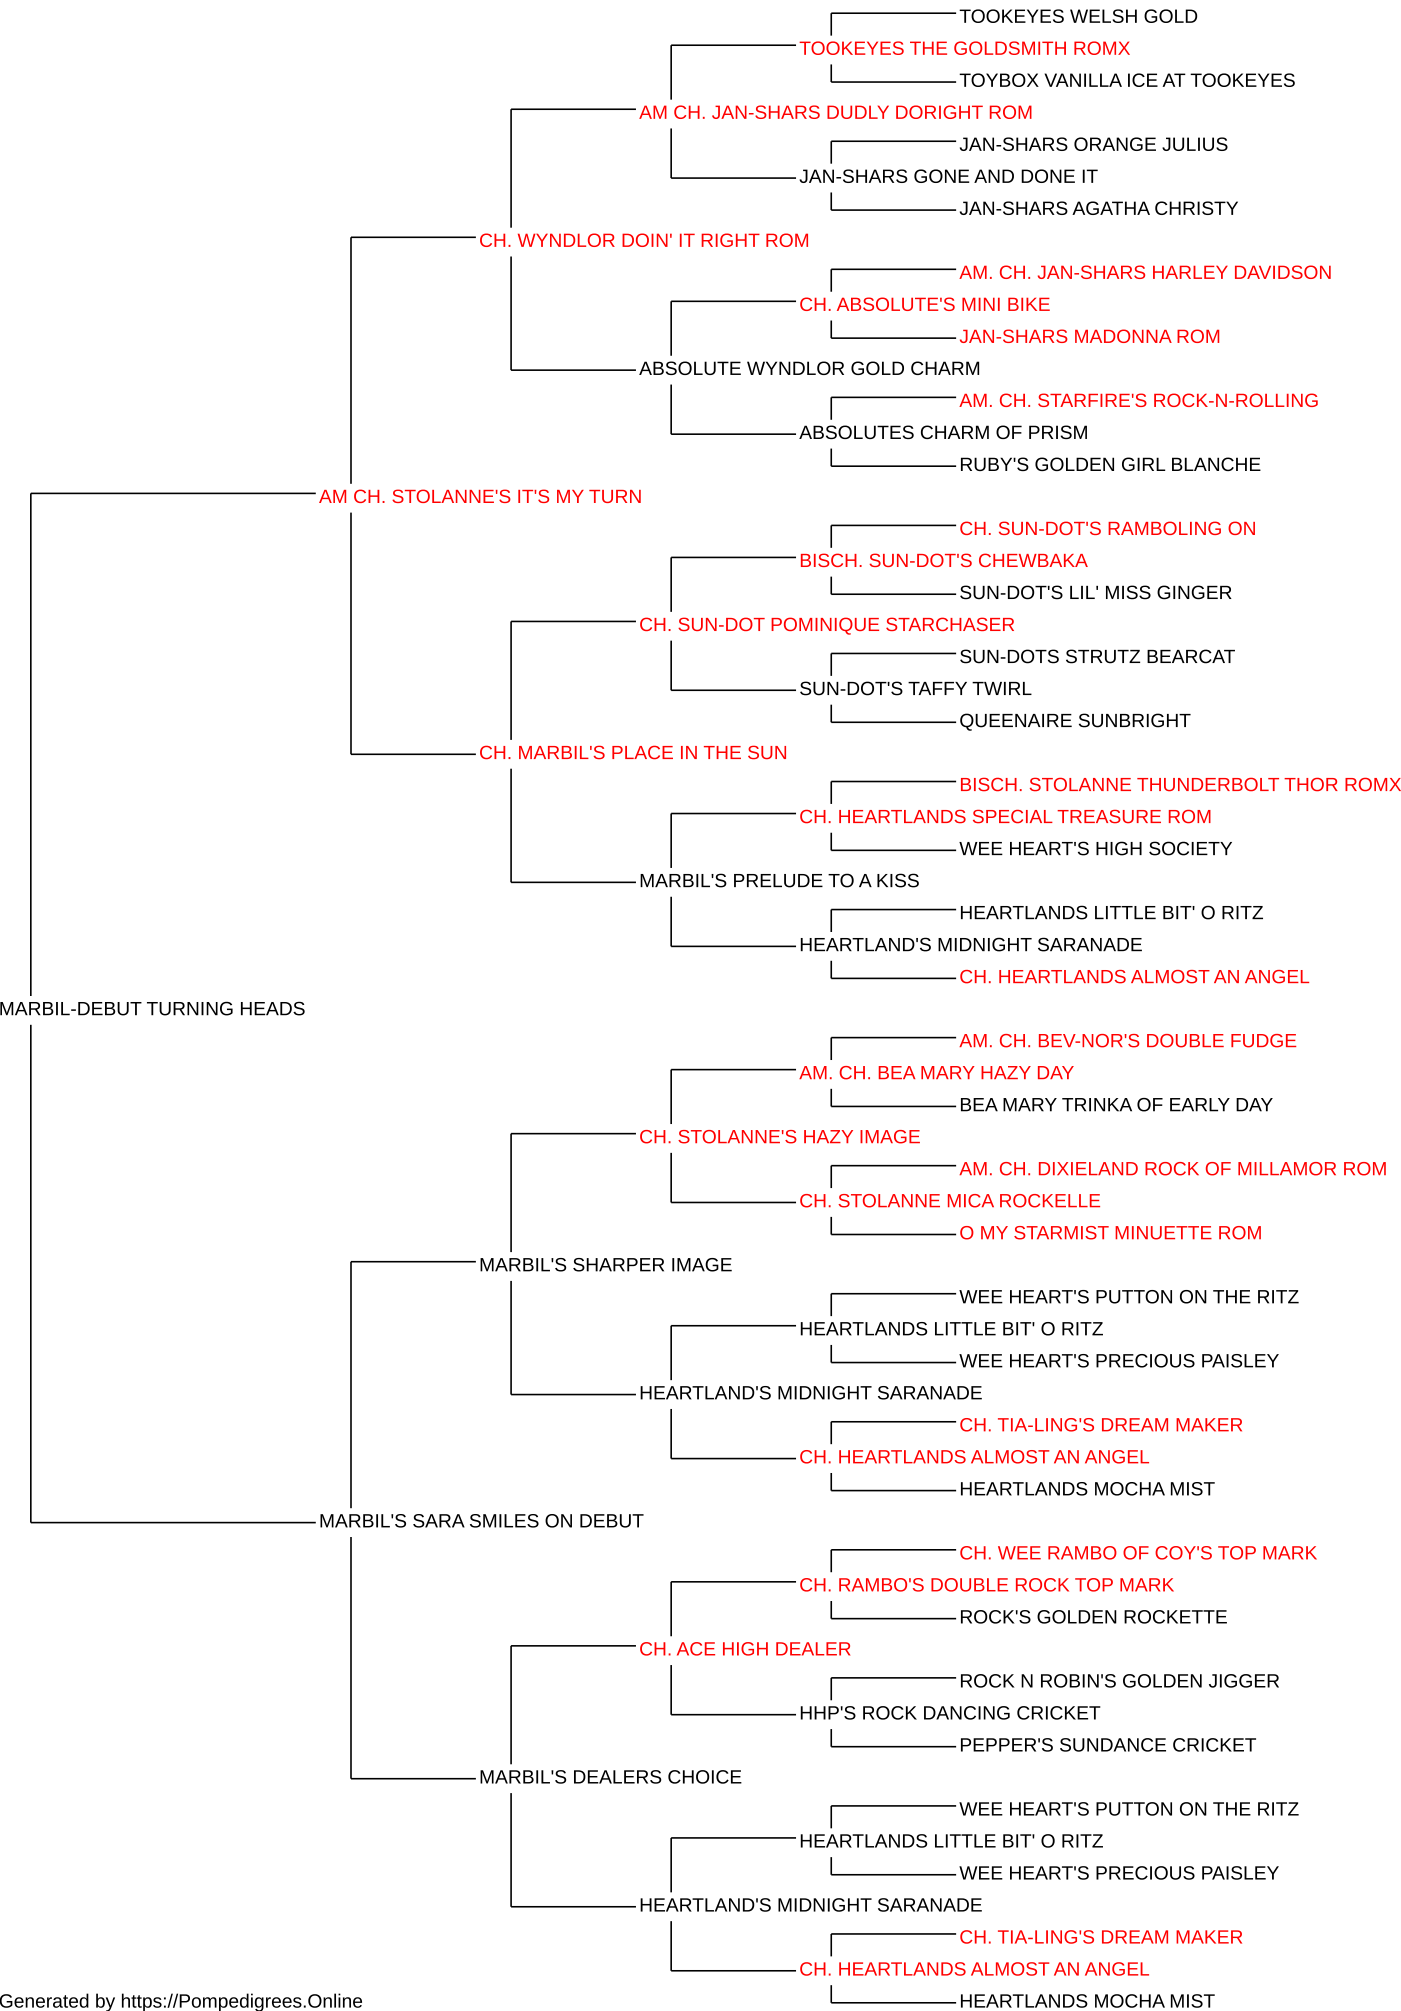 TOOKEYES WELSH GOLD
TOOKEYES THE GOLDSMITH ROMX
TOYBOX VANILLA ICE AT TOOKEYES
AM CH. JAN-SHARS DUDLY DORIGHT ROM
JAN-SHARS ORANGE JULIUS
JAN-SHARS GONE AND DONE IT
JAN-SHARS AGATHA CHRISTY
CH. WYNDLOR DOIN' IT RIGHT ROM
AM. CH. JAN-SHARS HARLEY DAVIDSON
CH. ABSOLUTE'S MINI BIKE
JAN-SHARS MADONNA ROM
ABSOLUTE WYNDLOR GOLD CHARM
AM. CH. STARFIRE'S ROCK-N-ROLLING
ABSOLUTES CHARM OF PRISM
RUBY'S GOLDEN GIRL BLANCHE
AM CH. STOLANNE'S IT'S MY TURN
CH. SUN-DOT'S RAMBOLING ON
BISCH. SUN-DOT'S CHEWBAKA
SUN-DOT'S LIL' MISS GINGER
CH. SUN-DOT POMINIQUE STARCHASER
SUN-DOTS STRUTZ BEARCAT
SUN-DOT'S TAFFY TWIRL
QUEENAIRE SUNBRIGHT
CH. MARBIL'S PLACE IN THE SUN
BISCH. STOLANNE THUNDERBOLT THOR ROMX
CH. HEARTLANDS SPECIAL TREASURE ROM
WEE HEART'S HIGH SOCIETY
MARBIL'S PRELUDE TO A KISS
HEARTLANDS LITTLE BIT' O RITZ
HEARTLAND'S MIDNIGHT SARANADE
CH. HEARTLANDS ALMOST AN ANGEL
MARBIL-DEBUT TURNING HEADS
AM. CH. BEV-NOR'S DOUBLE FUDGE
AM. CH. BEA MARY HAZY DAY
BEA MARY TRINKA OF EARLY DAY
CH. STOLANNE'S HAZY IMAGE
AM. CH. DIXIELAND ROCK OF MILLAMOR ROM
CH. STOLANNE MICA ROCKELLE
O MY STARMIST MINUETTE ROM
MARBIL'S SHARPER IMAGE
WEE HEART'S PUTTON ON THE RITZ
HEARTLANDS LITTLE BIT' O RITZ
WEE HEART'S PRECIOUS PAISLEY
HEARTLAND'S MIDNIGHT SARANADE
CH. TIA-LING'S DREAM MAKER
CH. HEARTLANDS ALMOST AN ANGEL
HEARTLANDS MOCHA MIST
MARBIL'S SARA SMILES ON DEBUT
CH. WEE RAMBO OF COY'S TOP MARK
CH. RAMBO'S DOUBLE ROCK TOP MARK
ROCK'S GOLDEN ROCKETTE
CH. ACE HIGH DEALER
ROCK N ROBIN'S GOLDEN JIGGER
HHP'S ROCK DANCING CRICKET
PEPPER'S SUNDANCE CRICKET
MARBIL'S DEALERS CHOICE
WEE HEART'S PUTTON ON THE RITZ
HEARTLANDS LITTLE BIT' O RITZ
WEE HEART'S PRECIOUS PAISLEY
HEARTLAND'S MIDNIGHT SARANADE
CH. TIA-LING'S DREAM MAKER
CH. HEARTLANDS ALMOST AN ANGEL
HEARTLANDS MOCHA MIST
Generated by https://Pompedigrees.Online